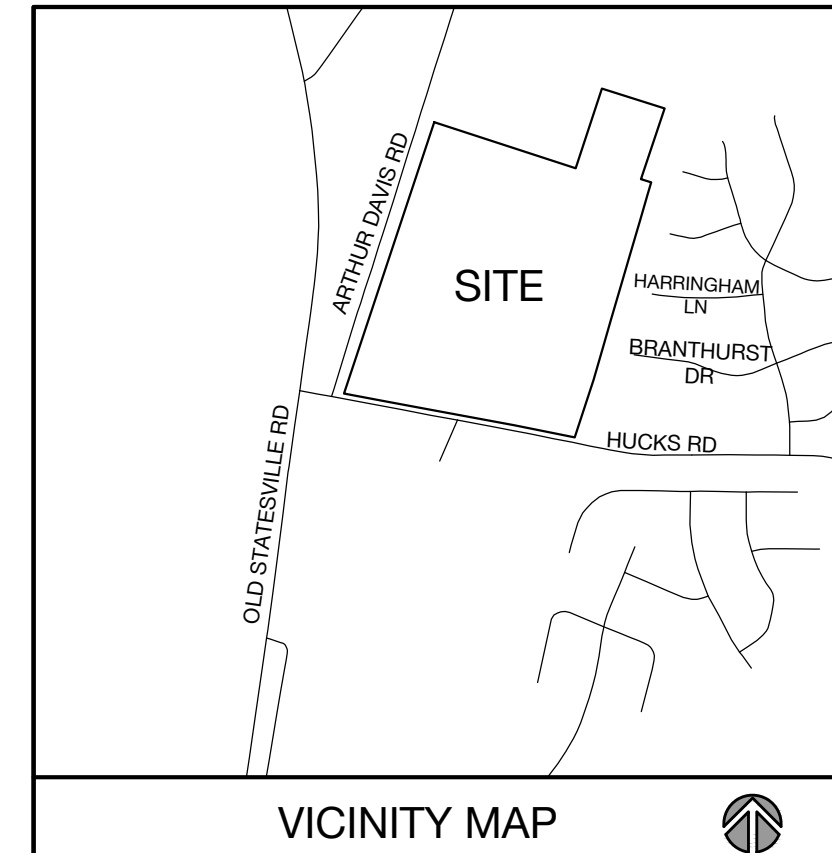 ARTHUR DAVIS RD
SITE
HARRINGHAM
LN
BRANTHURST
DR
HUCKS RD
OLD STATESVILLE RD
VICINITY MAP